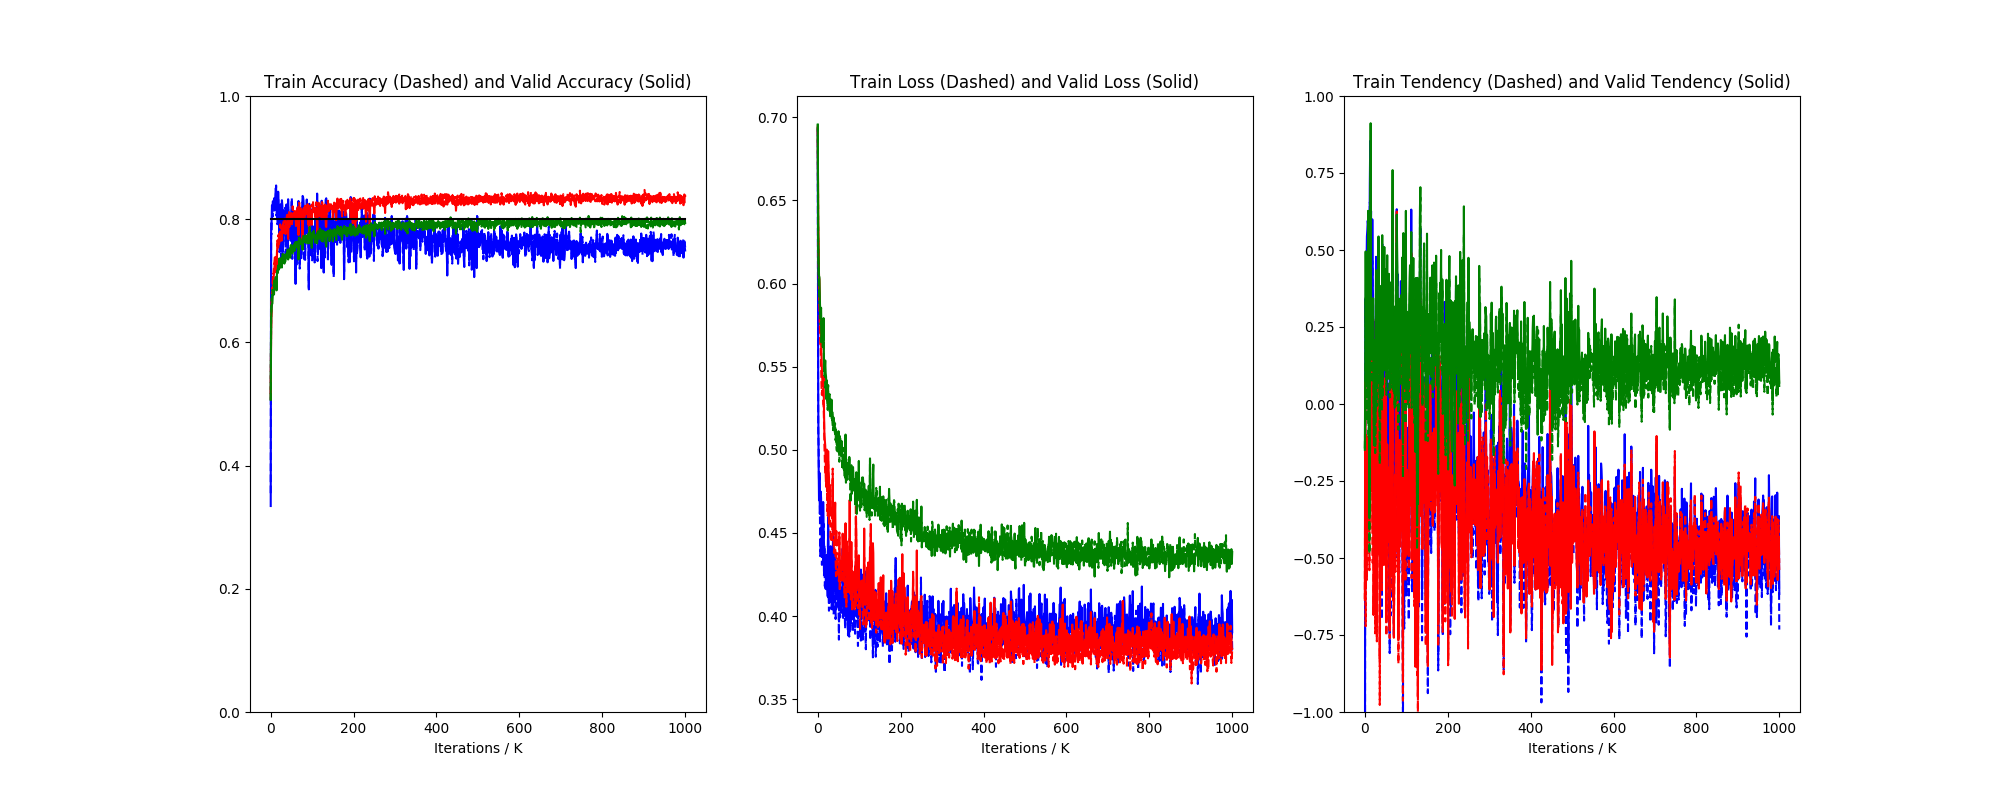 Train Accuracy (Dashed) and Valid Accuracy (Solid)
1.0
0.8
0.6
0.4
0.2
0.0
0 200 400 600 800 1000
Iterations / K
Train Loss (Dashed) and Valid Loss (Solid)
0.70
0.65
0.60
0.55
0.50
0.45
0.40
0.35
0 200 400 600 800 1000
Iterations / K
Train Tendency (Dashed) and Valid Tendency (Solid)
1.00
0.75
0.50
0.25
0.00
−0.25
−0.50
−0.75
−1.00
0 200 400 600 800 1000
Iterations / K